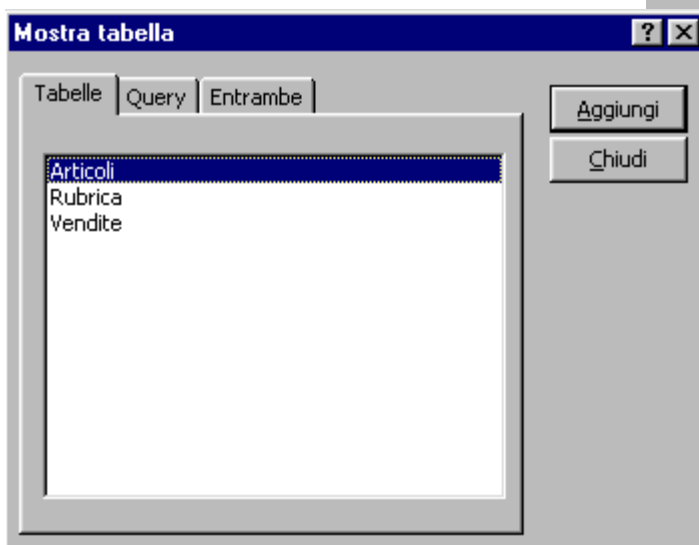 Mostra tabella
Tabelle Query Entrambe
Aggiungi
Chiudi
Articoli
Rubrica
Vendite